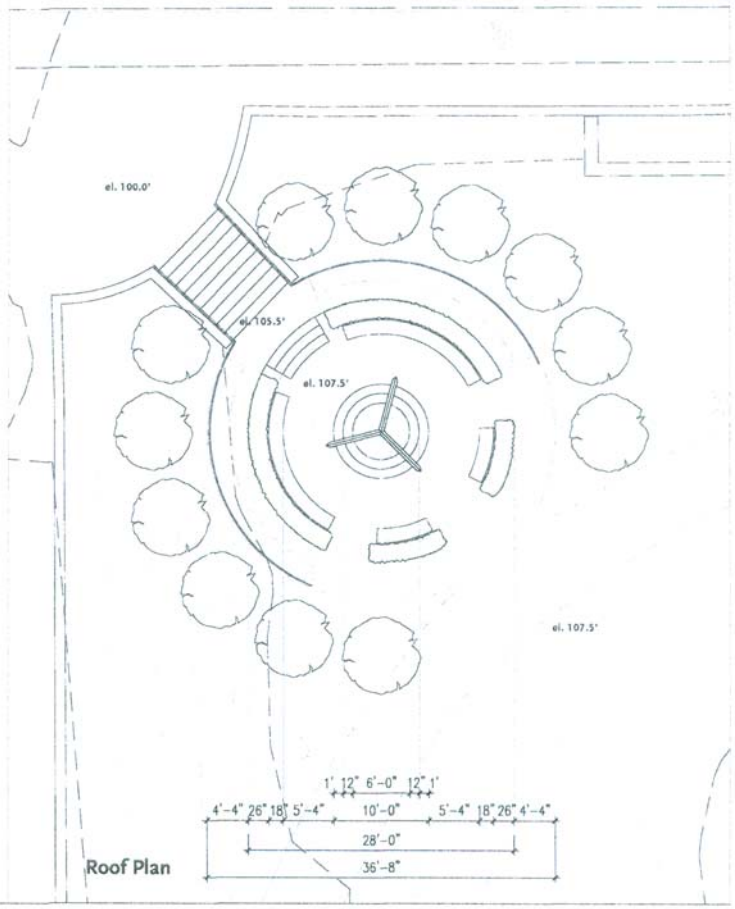 el. 100.0'
el. 105.5'
el. 107.5'
el. 107.5'
1' 12" 6'-0" 12" 1'
4'-4" 26" 18" 5'-4" 10'-0" 5'-4" 18" 26" 4'-4"
28'-0"
36'-8"
Roof Plan